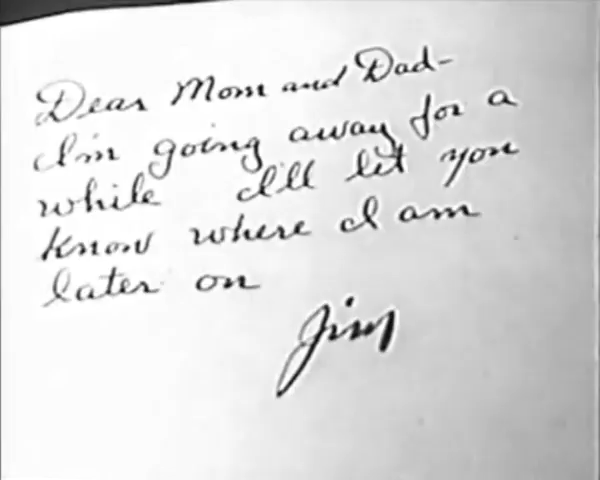 Dear Mom and Dad-
I'm going away for a
while I'll let you
know where I am
later on
Jim